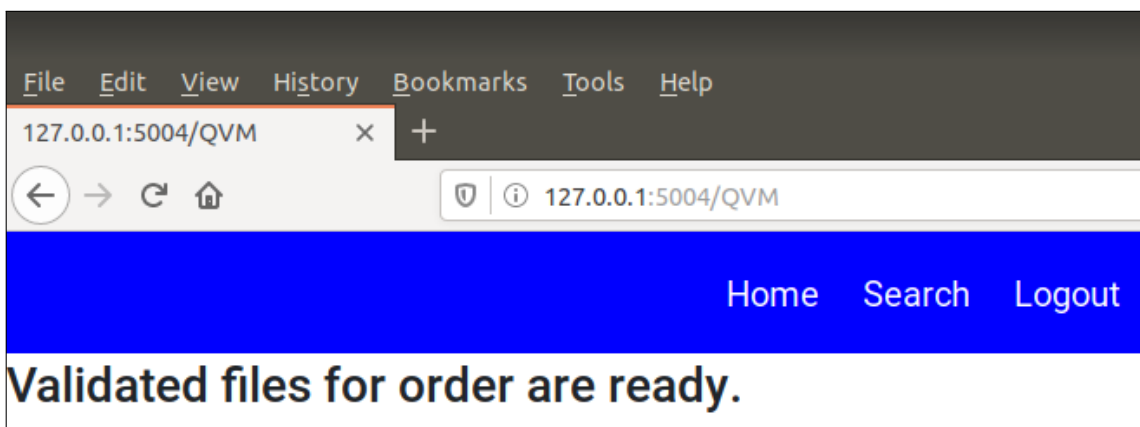 File Edit View History Bookmarks Tools Help
127.0.0.1:5004/QVM
127.0.0.1:5004/QVM
Home Search Logout
Validated files for order are ready.